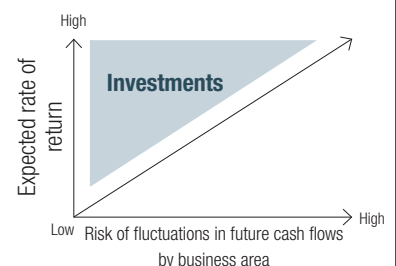 High
Expected rate of
return
Investments
Low
High
Risk of fluctuations in future cash flows
by business area